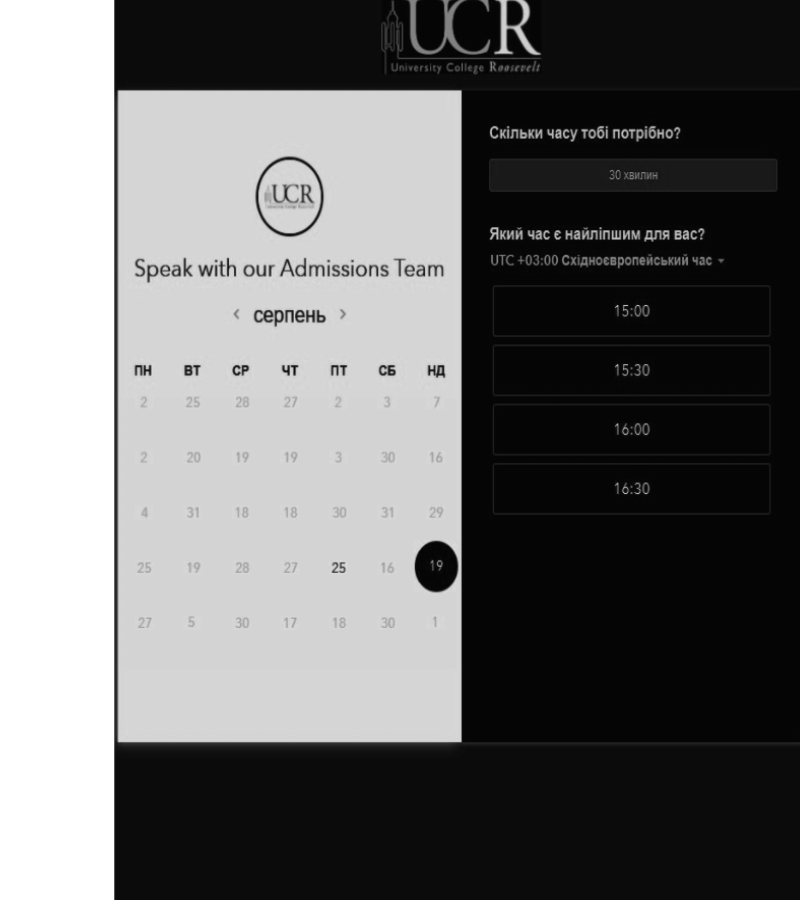 UCR
University College Roosevelt
UCR
Speak with our Admissions Team
‹ серпень ›
ПН ВТ СР ЧТ ПТ СБ НД
2 25 28 27 2 3 7
2 20 19 19 3 30 16
4 31 18 18 30 31 29
25 19 28 27 25 16 19
27 5 30 17 18 30 1
Скільки часу тобі потрібно?
30 хвилин
Який час є найліпшим для вас?
UTC +03:00 Східноєвропейський час
15:00
15:30
16:00
16:30